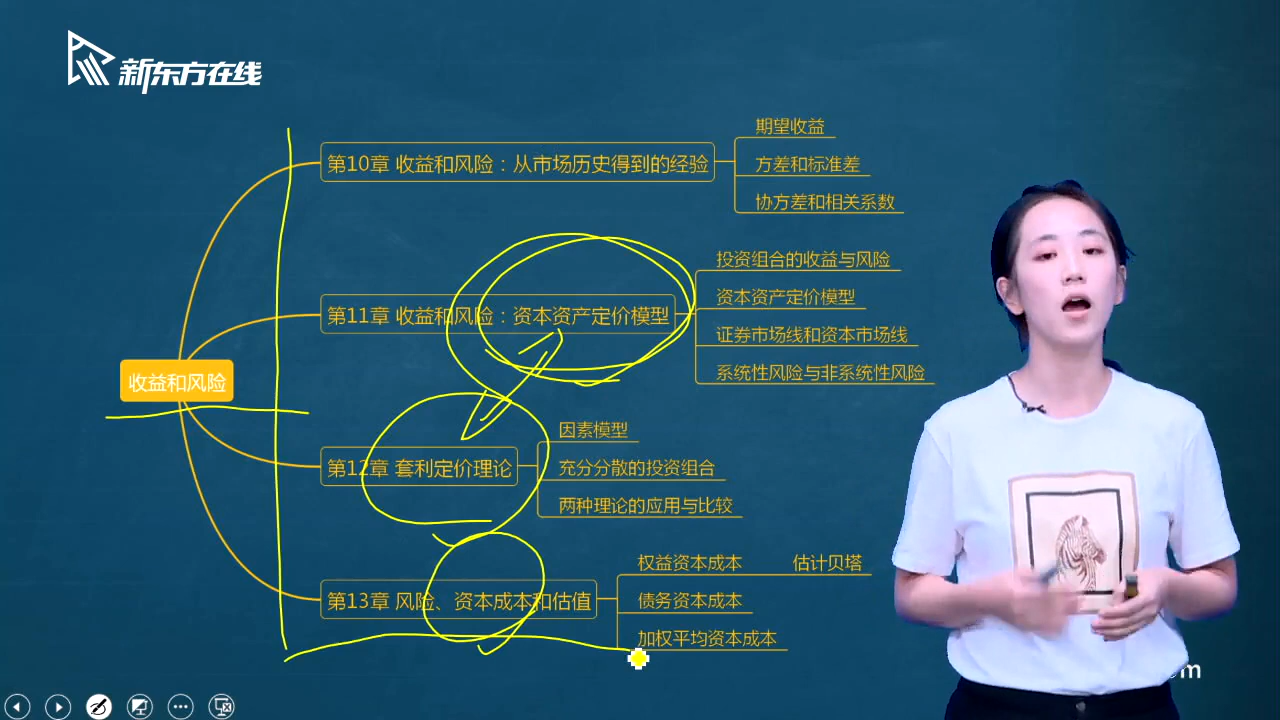 新东方在线
收益和风险
第10章 收益和风险：从市场历史得到的经验
期望收益
方差和标准差
协方差和相关系数
第11章 收益和风险：资本资产定价模型
投资组合的收益与风险
资本资产定价模型
证券市场线和资本市场线
系统性风险与非系统性风险
第12章 套利定价理论
因素模型
充分分散的投资组合
两种理论的应用与比较
第13章 风险、资本成本和估值
权益资本成本 估计贝塔
债务资本成本
加权平均资本成本